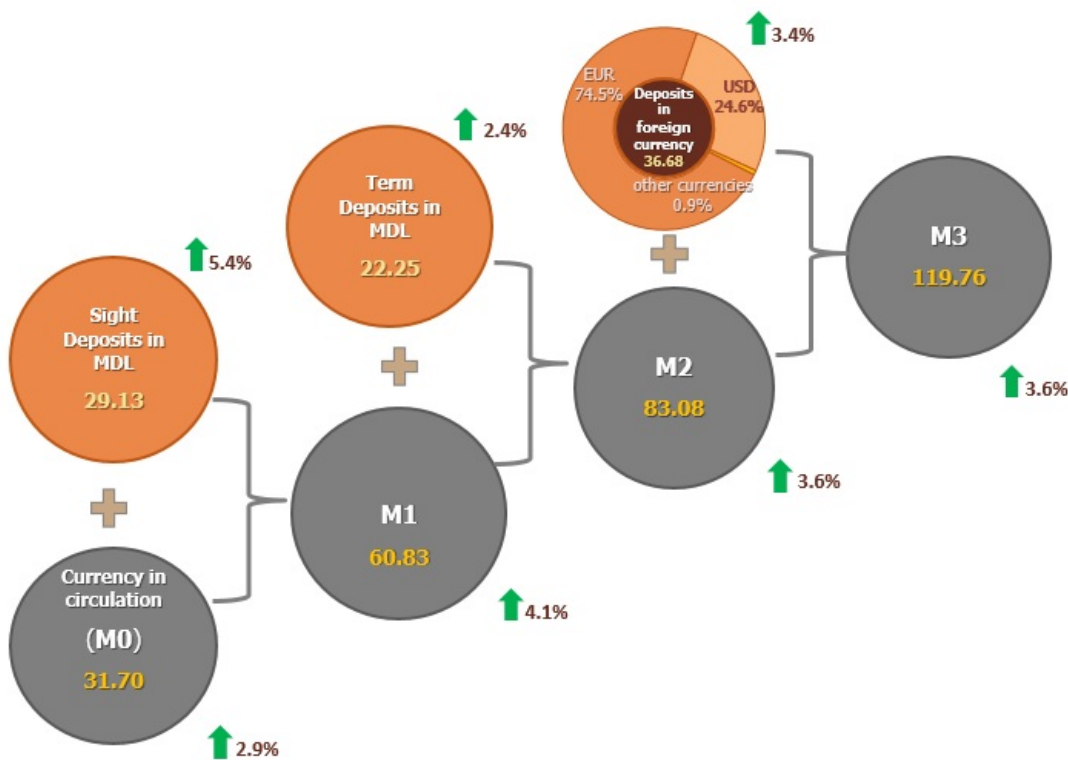 3.4%
EUR
74.5%
USD
24.6%
Deposits
in
foreign
currency
36.68
other currencies
0.9%
2.4%
Term
Deposits in
MDL
22.25
M3
119.76
3.6%
5.4%
Sight
Deposits in
MDL
29.13
M2
83.08
3.6%
M1
60.83
4.1%
Currency in
circulation
(M0)
31.70
2.9%